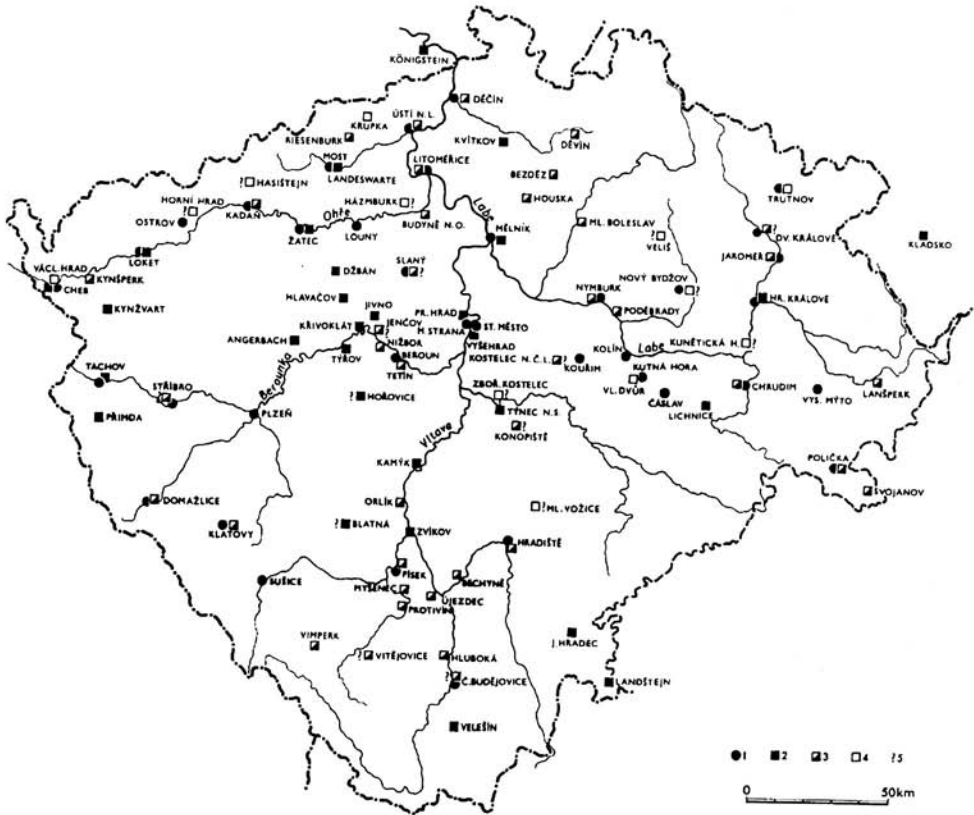 KÖNIGSTEIN
DĚČÍN
ÚSTÍ N.L.
KRUPKA
RIESENBURK
KVÍTKOV
DĚVÍN
MOST
LANDESWARTE
LITOMĚŘICE
BEZDĚZ
? HASIŠTEJN
HORNÍ HRAD
?
HÁZMBURK ?
HOUSKA
TRUTNOV
OSTROV
KADAŇ
Ohře
Labe
BUDYNĚ N.O.
ML. BOLESLAV
ŽATEC
LOUNY
MĚLNÍK
? VELIŠ
?
DV. KRÁLOVÉ
KLADSKO
LOKET
SLANÝ
?
JAROMĚŘ
VÁCL. HRAD
KYNŠPERK
DŽBÁN
CHEB
NOVÝ BYDŽOV
?
KYNŽVART
HLAVAČOV
NYMBURK
HR. KRÁLOVÉ
JIVNO
PODĚBRADY
PR. HRAD
KŘIVOKLÁT
JENČOV
?
M. STRANA
ST. MĚSTO
ANGERBACH
NIŽBOR
VYŠEHRAD
KUNĚTICKÁ H.
?
TÝŘOV
BEROUN
KOSTELEC N.Č.L.
?
KOUŘIM
KOLÍN
Labe
Berounka
TETÍN
TACHOV
KUTNÁ HORA
CHRUDIM
LANŠPERK
STŘÍBRO
? HOŘOVICE
ZBOŘ. KOSTELEC
?
VL. DVŮR
?
ČÁSLAV
VYS. MÝTO
PŘIMDA
PLZEŇ
TÝNEC N.S.
LICHNICE
Vltava
?
KONOPIŠTĚ
KAMÝK
POLIČKA
DOMAŽLICE
ORLÍK
? ML. VOŽICE
SVOJANOV
KLATOVY
? BLATNÁ
ZVÍKOV
HRADIŠTĚ
SUŠICE
PÍSEK
BECHYNĚ
MYŠENEC
ÚJEZDEC
PROTIVÍN
VIMPERK
J. HRADEC
? VITĚJOVICE
HLUBOKÁ
?
Č. BUDĚJOVICE
LANDŠTEJN
VELEŠÍN
1 2 3 4 ? 5
0 50km